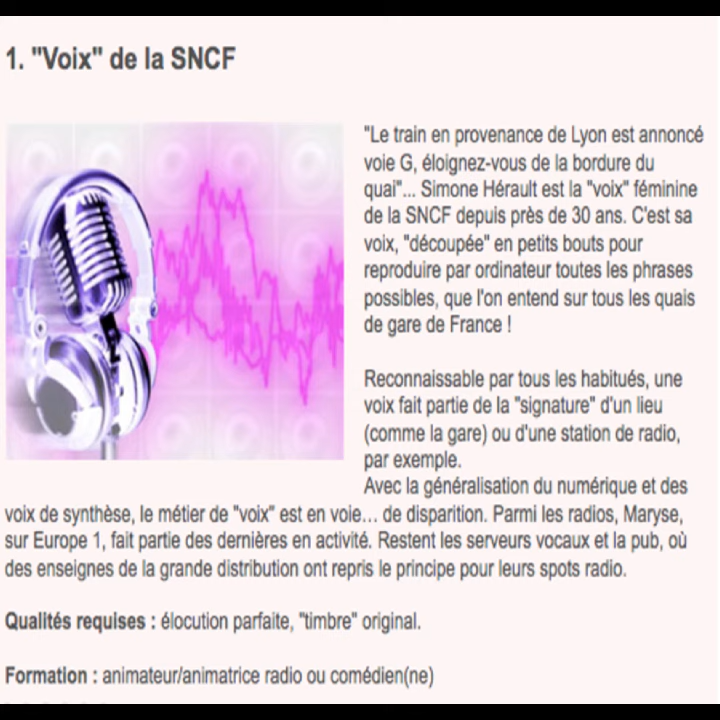 1. "Voix" de la SNCF
"Le train en provenance de Lyon est annoncé
voie G, éloignez-vous de la bordure du
quai"... Simone Hérault est la "voix" féminine
de la SNCF depuis près de 30 ans. C'est sa
voix, "découpée" en petits bouts pour
reproduire par ordinateur toutes les phrases
possibles, que l'on entend sur tous les quais
de gare de France !
Reconnaissable par tous les habitués, une
voix fait partie de la "signature" d'un lieu
(comme la gare) ou d'une station de radio,
par exemple.
Avec la généralisation du numérique et des
voix de synthèse, le métier de "voix" est en voie... de disparition. Parmi les radios, Maryse,
sur Europe 1, fait partie des dernières en activité. Restent les serveurs vocaux et la pub, où
des enseignes de la grande distribution ont repris le principe pour leurs spots radio.
Qualités requises : élocution parfaite, "timbre" original.
Formation : animateur/animatrice radio ou comédien(ne)